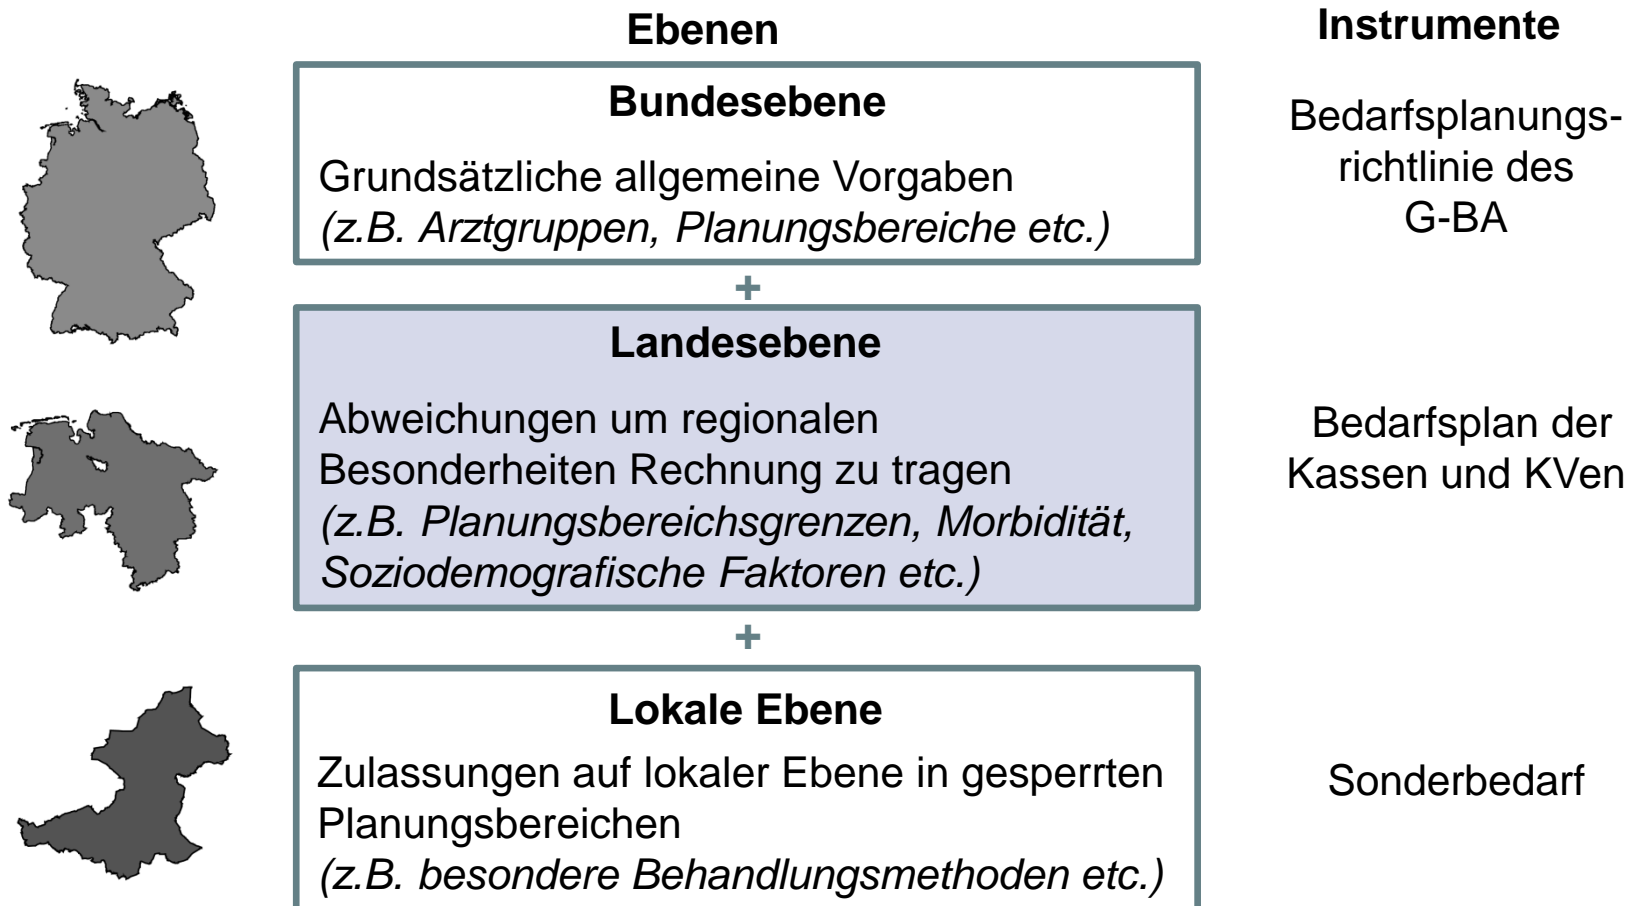 Ebenen
Instrumente
Bundesebene
Grundsätzliche allgemeine Vorgaben
(z.B. Arztgruppen, Planungsbereiche etc.)
Bedarfsplanungs-
richtlinie des
G-BA
+
Landesebene
Abweichungen um regionalen
Besonderheiten Rechnung zu tragen
(z.B. Planungsbereichsgrenzen, Morbidität,
Soziodemografische Faktoren etc.)
Bedarfsplan der
Kassen und KVen
+
Lokale Ebene
Zulassungen auf lokaler Ebene in gesperrten
Planungsbereichen
(z.B. besondere Behandlungsmethoden etc.)
Sonderbedarf